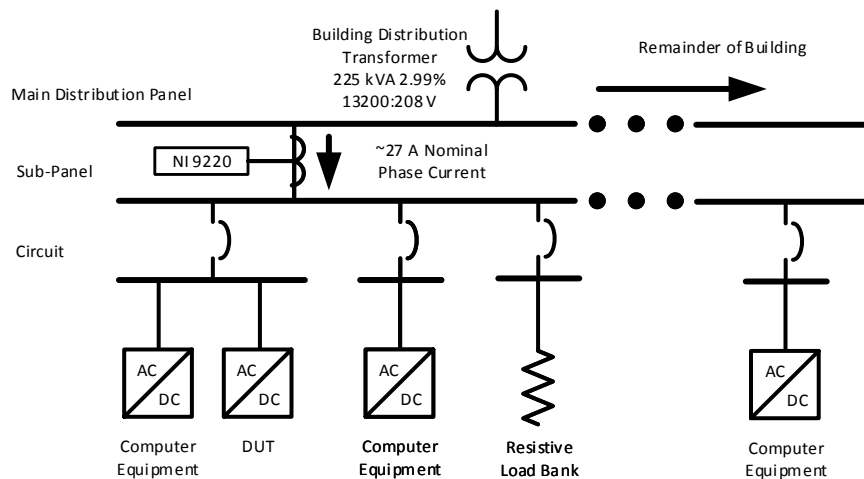 Building Distribution
Transformer
225 kVA 2.99%
13200:208 V
Remainder of Building
Main Distribution Panel
NI 9220
~27 A Nominal
Phase Current
Sub-Panel
Circuit
AC
DC
AC
DC
AC
DC
AC
DC
Computer
Equipment
DUT
Computer
Equipment
Resistive
Load Bank
Computer
Equipment